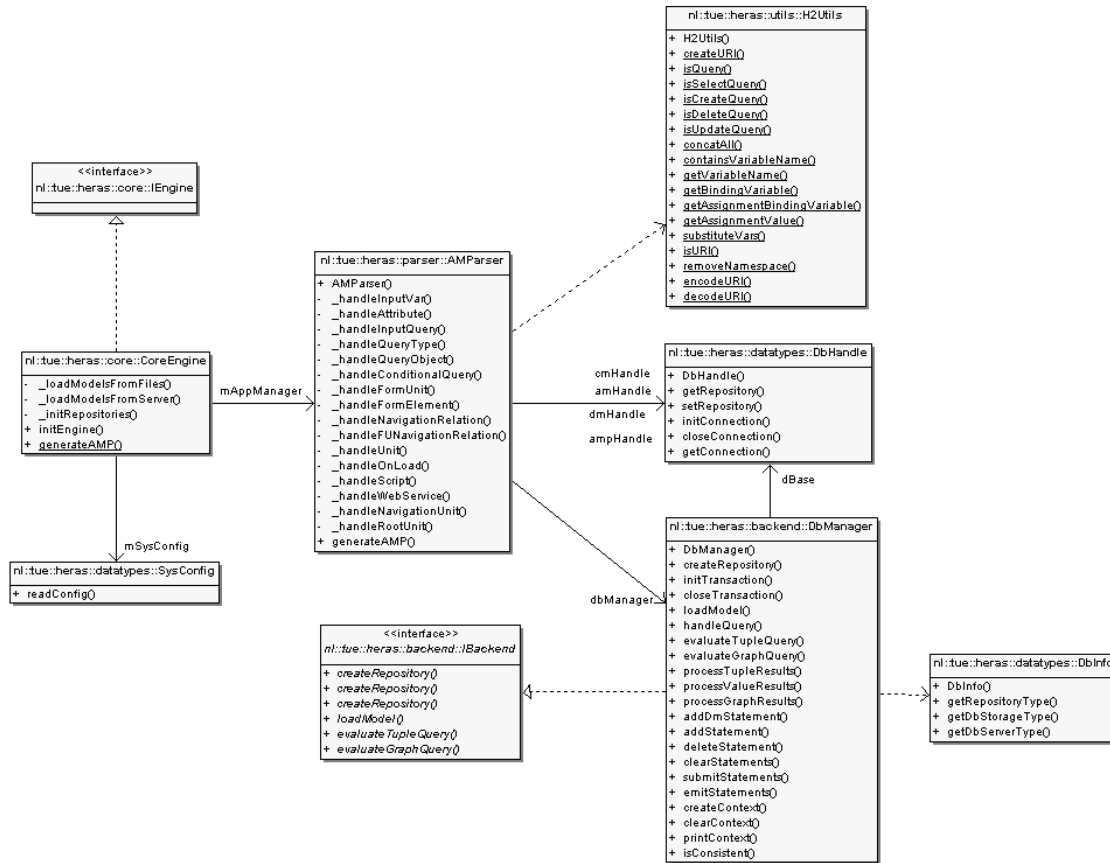 nl::tue::heras::utils::H2Utils
+ H2Utils()
+ createURI()
+ isQuery()
+ isSelectQuery()
+ isCreateQuery()
+ isDeleteQuery()
+ isUpdateQuery()
+ concatAll()
+ containsVariableName()
+ getVariableName()
+ getBindingVariable()
+ getAssignmentBindingVariable()
+ getAssignmentValue()
+ substituteVars()
+ isURI()
+ removeNamespace()
+ encodeURI()
+ decodeURI()
<<interface>>
nl::tue::heras::core::IEngine
nl::tue::heras::parser::AMParser
+ AMParser()
- _handleInputVar()
- _handleAttribute()
- _handleInputQuery()
- _handleQueryType()
- _handleQueryObject()
- _handleConditionalQuery()
- _handleFormUnit()
- _handleFormElement()
- _handleNavigationRelation()
- _handleFUNavigationRelation()
- _handleUnit()
- _handleOnLoad()
- _handleScript()
- _handleWebService()
- _handleNavigationUnit()
- _handleRootUnit()
+ generateAMP()
nl::tue::heras::core::CoreEngine
- _loadModelsFromFiles()
- _loadModelsFromServer()
- _initRepositories()
+ initEngine()
+ generateAMP()
mAppManager
cmHandle
amHandle
dmHandle
ampHandle
nl::tue::heras::datatypes::DbHandle
+ DbHandle()
+ getRepository()
+ setRepository()
+ initConnection()
+ closeConnection()
+ getConnection()
dBase
mSysConfig
nl::tue::heras::datatypes::SysConfig
+ readConfig()
dbManager
nl::tue::heras::backend::DbManager
+ DbManager()
+ createRepository()
+ initTransaction()
+ closeTransaction()
+ loadModel()
+ handleQuery()
+ evaluateTupleQuery()
+ evaluateGraphQuery()
+ processTupleResults()
+ processValueResults()
+ processGraphResults()
+ addDmStatement()
+ addStatement()
+ deleteStatement()
+ clearStatements()
+ submitStatements()
+ emitStatements()
+ createContext()
+ clearContext()
+ printContext()
+ isConsistent()
<<interface>>
nl::tue::heras::backend::IBackend
+ createRepository()
+ createRepository()
+ createRepository()
+ loadModel()
+ evaluateTupleQuery()
+ evaluateGraphQuery()
nl::tue::heras::datatypes::DbInfo
+ DbInfo()
+ getRepositoryType()
+ getDbStorageType()
+ getDbServerType()